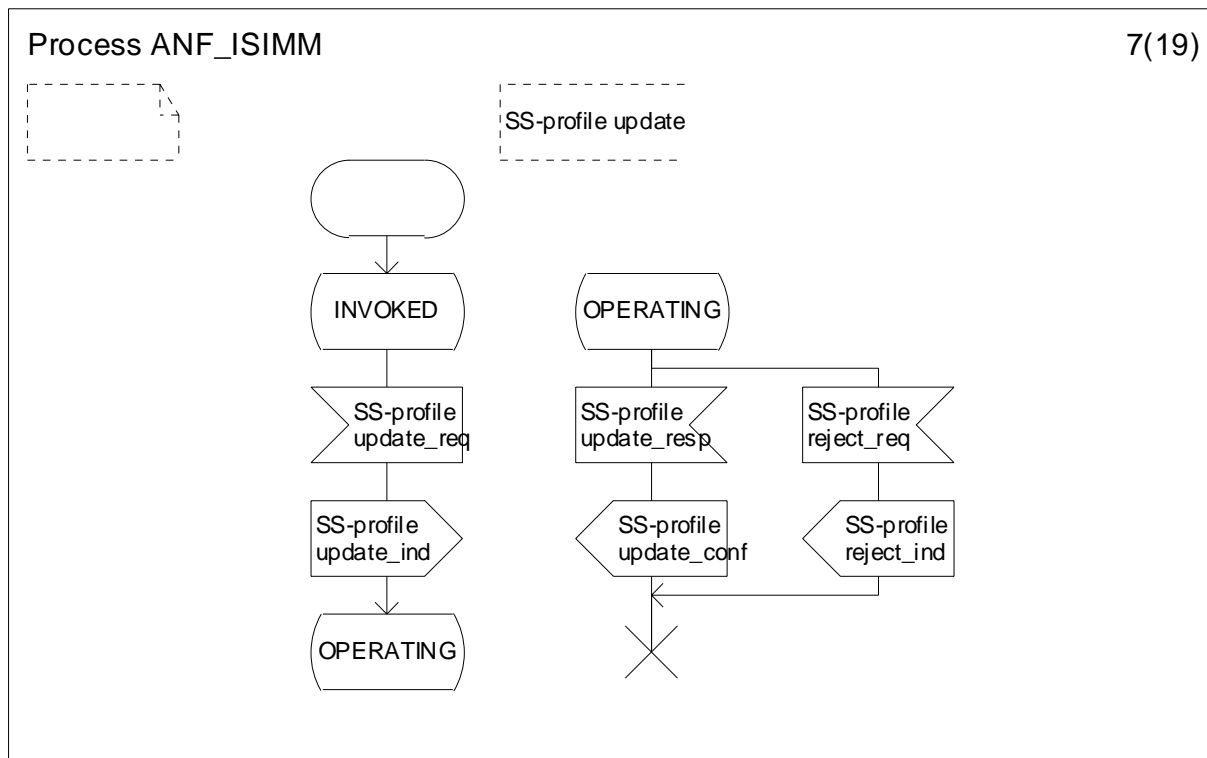 Process ANF_ISIMM
7(19)
SS-profile update
INVOKED
OPERATING
SS-profile
update_req
SS-profile
update_resp
SS-profile
reject_req
SS-profile
update_ind
SS-profile
update_conf
SS-profile
reject_ind
OPERATING